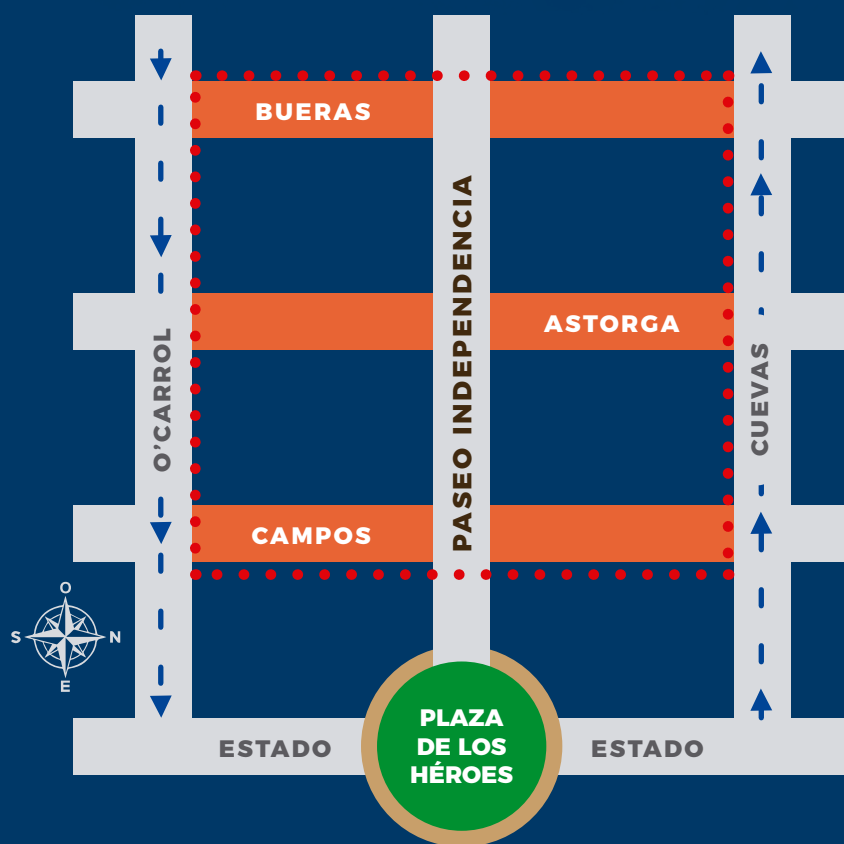 BUERAS
PASEO INDEPENDENCIA
ASTORGA
O'CARROL
CUEVAS
CAMPOS
O
S
N
E
PLAZA
DE LOS
HÉROES
ESTADO
ESTADO